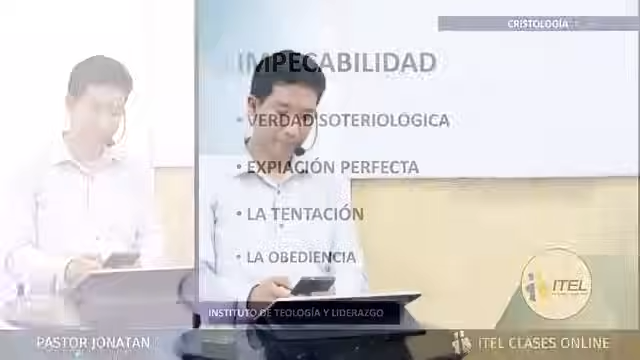 CRISTOLOGÍA
IMPECABILIDAD
• VERDAD SOTERIOLOGICA
• EXPIACIÓN PERFECTA
• LA TENTACIÓN
• LA OBEDIENCIA
ITEL
INSTITUTO DE TEOLOGÍA Y LIDERAZGO
PASTOR JONATAN
ITEL CLASES ONLINE